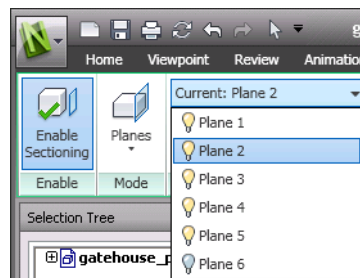 g
Home Viewpoint Review Animatio
Current: Plane 2
Enable Sectioning
Planes
Plane 1
Plane 2
Plane 3
Plane 4
Plane 5
Plane 6
Enable Mode
Selection Tree
gatehouse_p